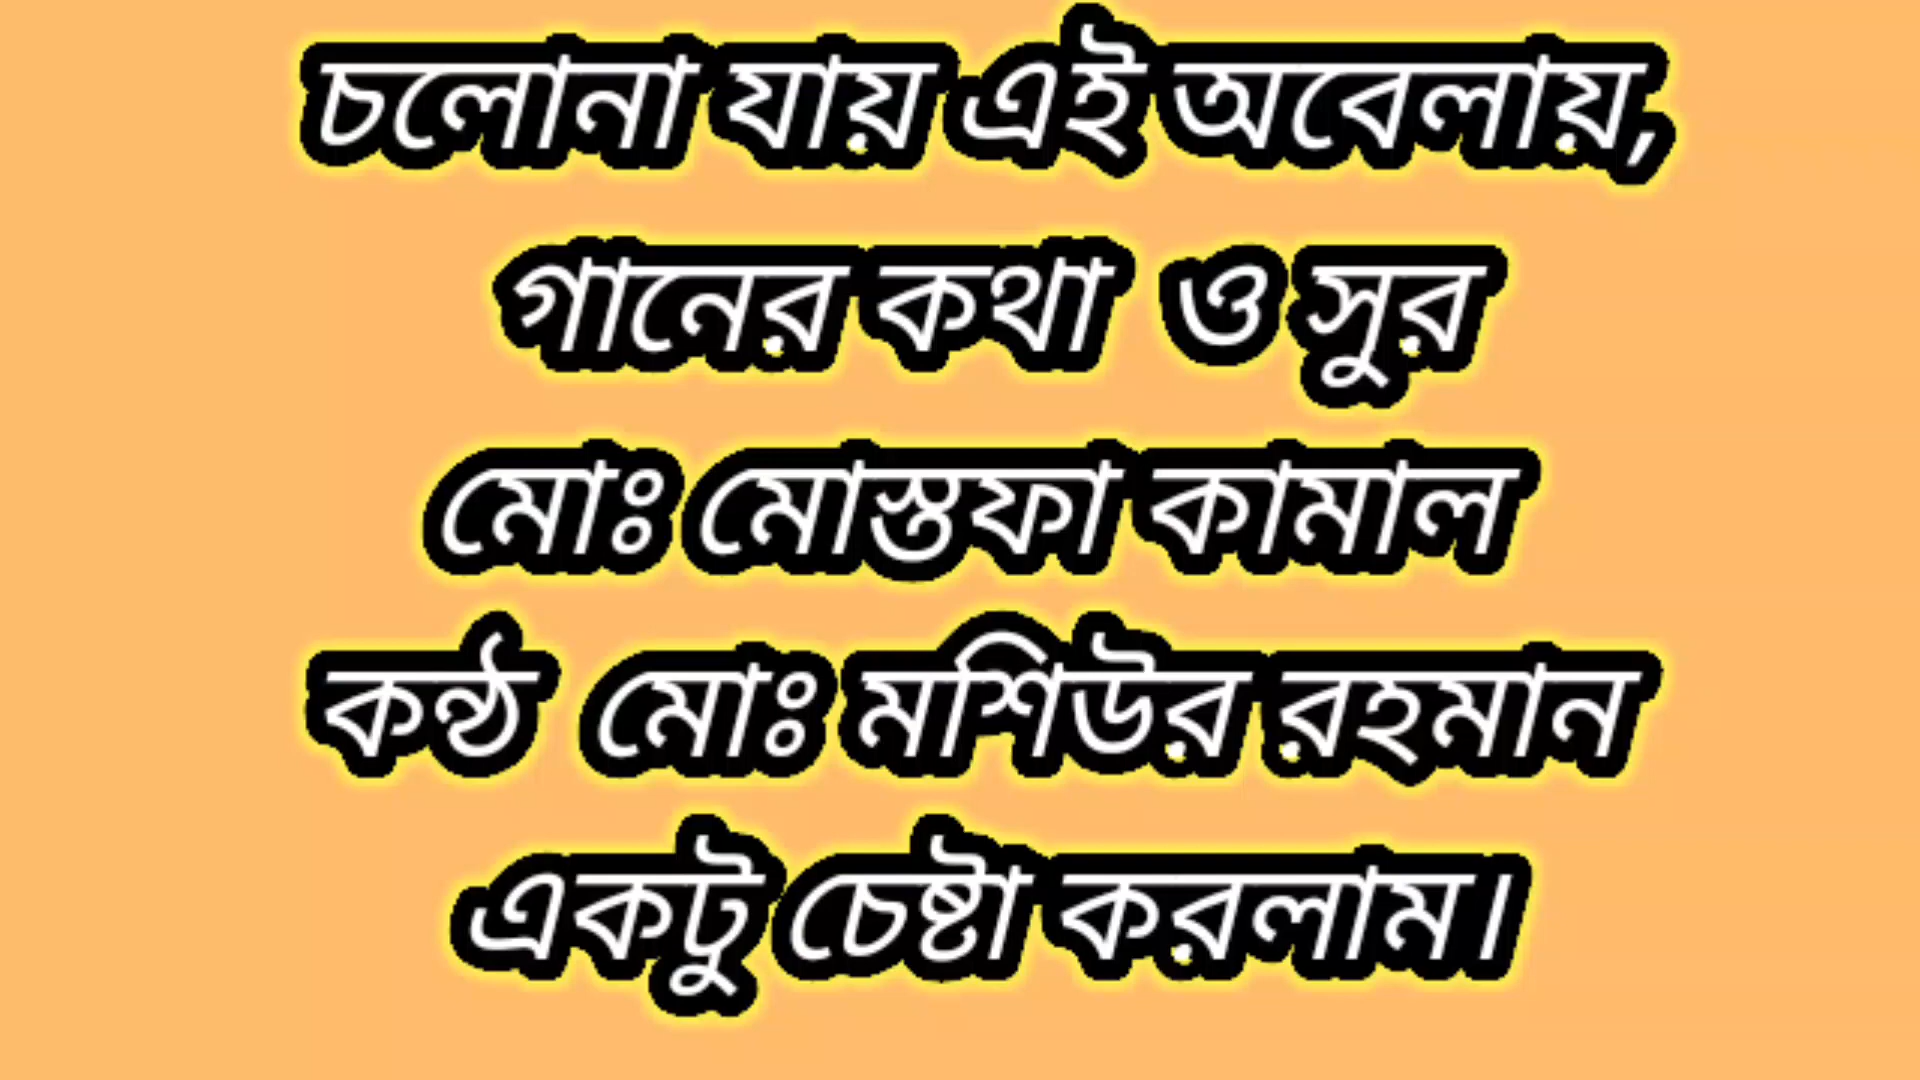 চলোনা যায় এই অবেলায়,
গানের কথা ও সুর
মোঃ মোস্তফা কামাল
কন্ঠ মোঃ মশিউর রহমান
একটু চেষ্টা করলাম।